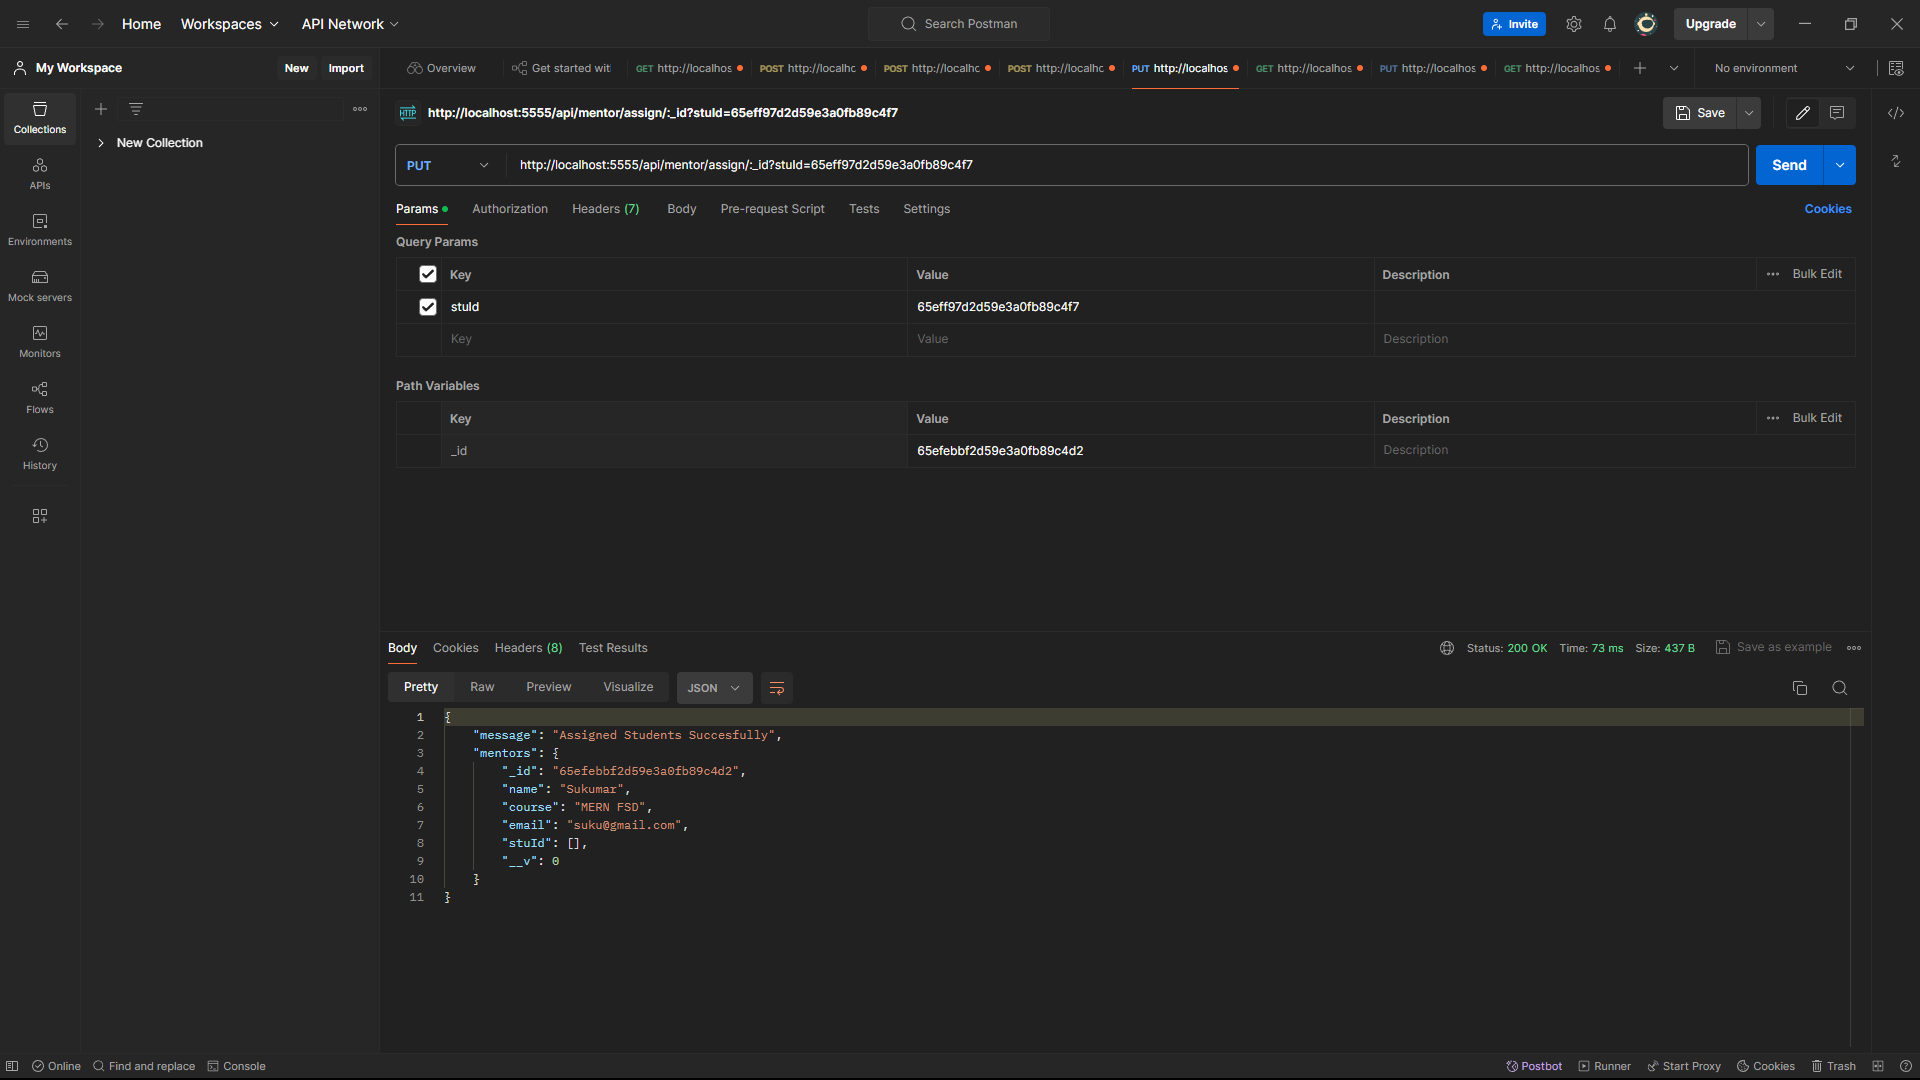 Home Workspaces API Network Search Postman Invite Upgrade
My Workspace New Import Overview Get started wit GET http://localhos POST http://localhc POST http://localhc POST http://localhc PUT http://localhos GET http://localhos PUT http://localhos GET http://localhos No environment
Collections
APIs
Environments
Mock servers
Monitors
Flows
History
New Collection
HTTP http://localhost:5555/api/mentor/assign/:_id?stuId=65eff97d2d59e3a0fb89c4f7 Save
PUT http://localhost:5555/api/mentor/assign/:_id?stuId=65eff97d2d59e3a0fb89c4f7 Send
Params Authorization Headers (7) Body Pre-request Script Tests Settings Cookies
Query Params
Key Value Description Bulk Edit
stuId 65eff97d2d59e3a0fb89c4f7
Key Value Description
Path Variables
Key Value Description Bulk Edit
_id 65efebbf2d59e3a0fb89c4d2 Description
Body Cookies Headers (8) Test Results Status: 200 OK Time: 73 ms Size: 437 B Save as example
Pretty Raw Preview Visualize JSON
1 {
2 "message": "Assigned Students Succesfully",
3 "mentors": {
4 "_id": "65efebbf2d59e3a0fb89c4d2",
5 "name": "Sukumar",
6 "course": "MERN FSD",
7 "email": "suku@gmail.com",
8 "stuId": [],
9 "__v": 0
10 }
11 }
Online Find and replace Console Postbot Runner Start Proxy Cookies Trash